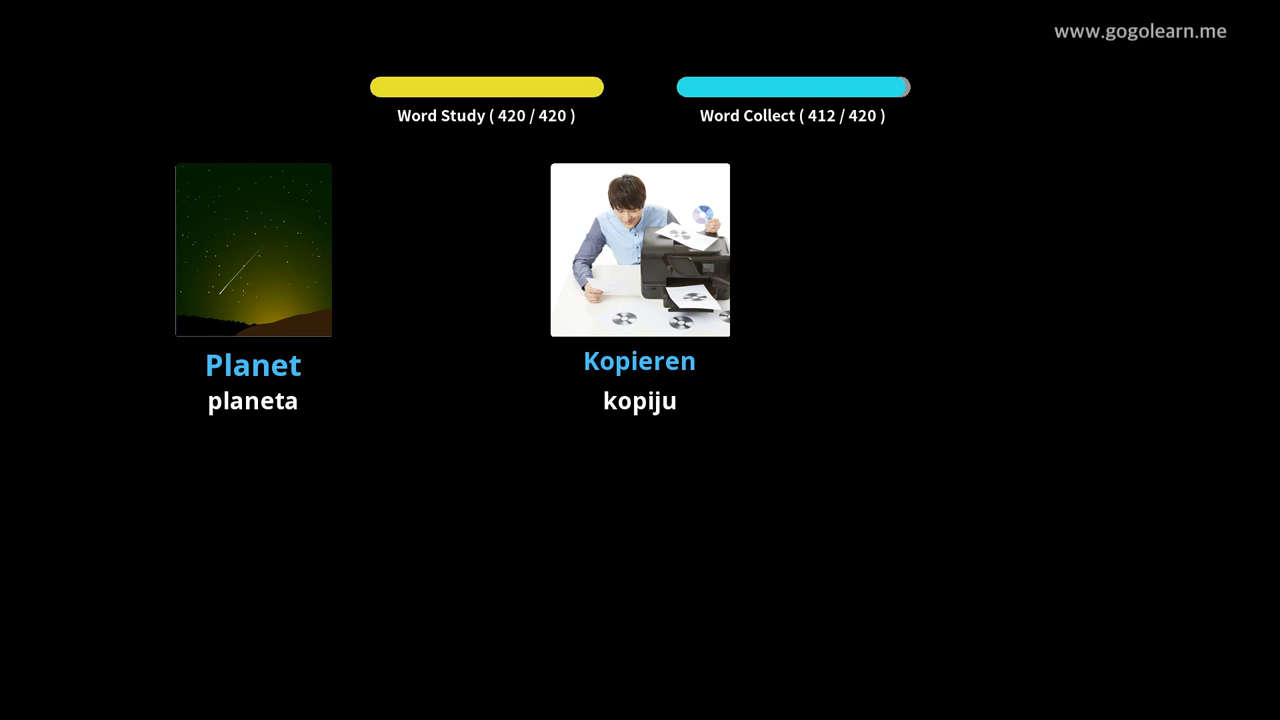 www.gogolearn.me
Word Study ( 420 / 420 )
Word Collect ( 412 / 420 )
Planet
planeta
Kopieren
kopiju